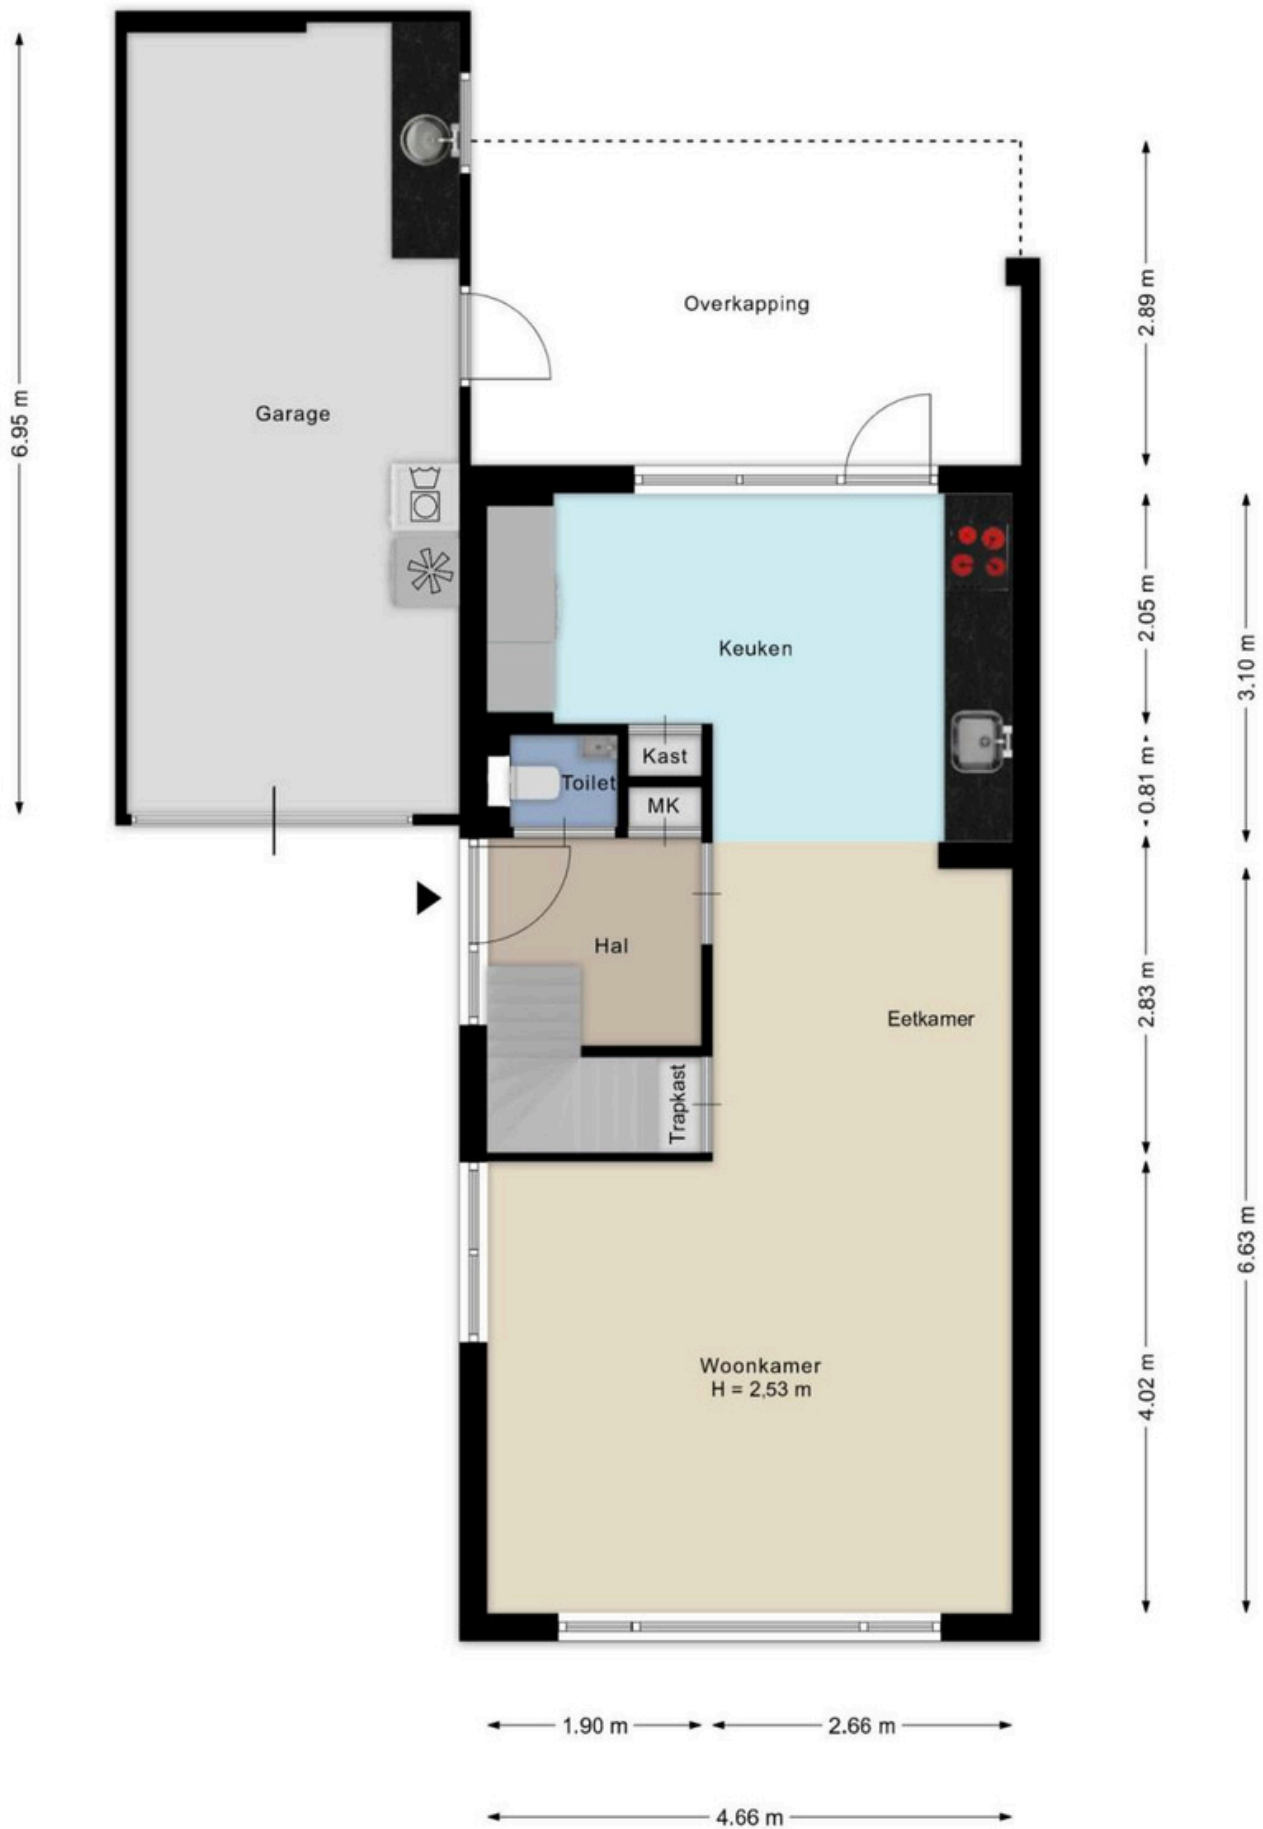 Overkapping
2.89 m
Garage
6.95 m
Keuken
2.05 m
3.10 m
Kast
Toilet
MK
0.81 m
Hal
Eetkamer
2.83 m
Trapkast
6.63 m
Woonkamer
H = 2,53 m
4.02 m
1.90 m
2.66 m
4.66 m